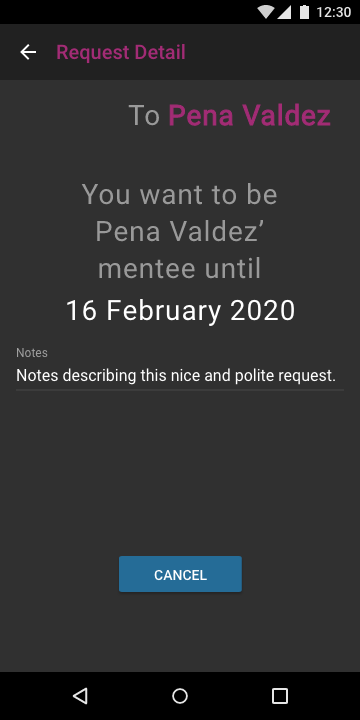 12:30
Request Detail
To Pena Valdez
You want to be
Pena Valdez’
mentee until
16 February 2020
Notes
Notes describing this nice and polite request.
CANCEL